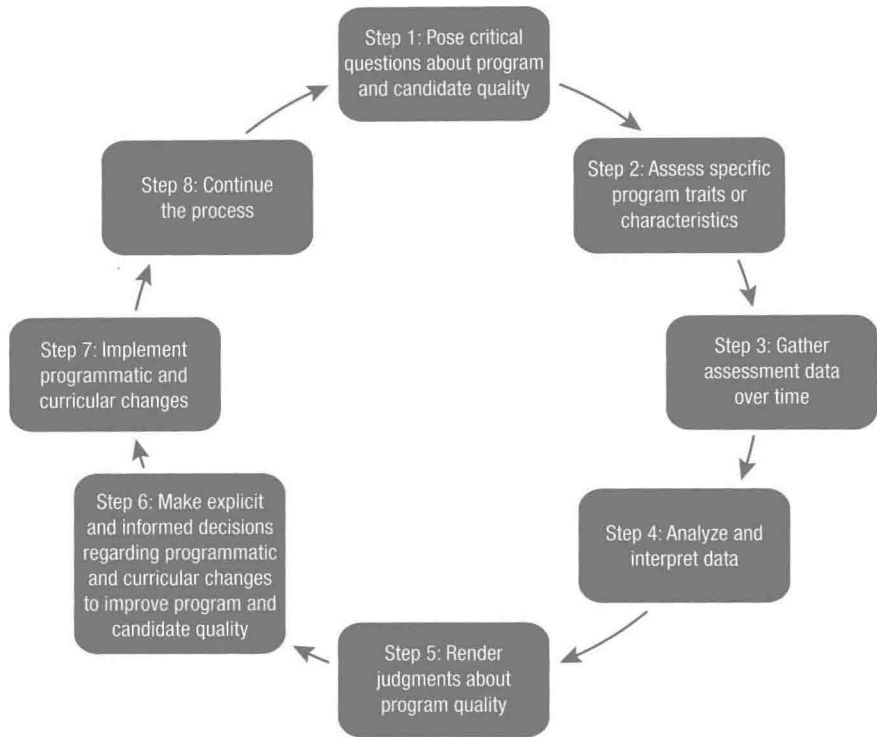 Step 1: Pose critical
questions about program
and candidate quality
Step 2: Assess specific
program traits or
characteristics
Step 3: Gather
assessment data
over time
Step 4: Analyze and
interpret data
Step 5: Render
judgments about
program quality
Step 6: Make explicit
and informed decisions
regarding programmatic
and curricular changes
to improve program and
candidate quality
Step 7: Implement
programmatic and
curricular changes
Step 8: Continue
the process